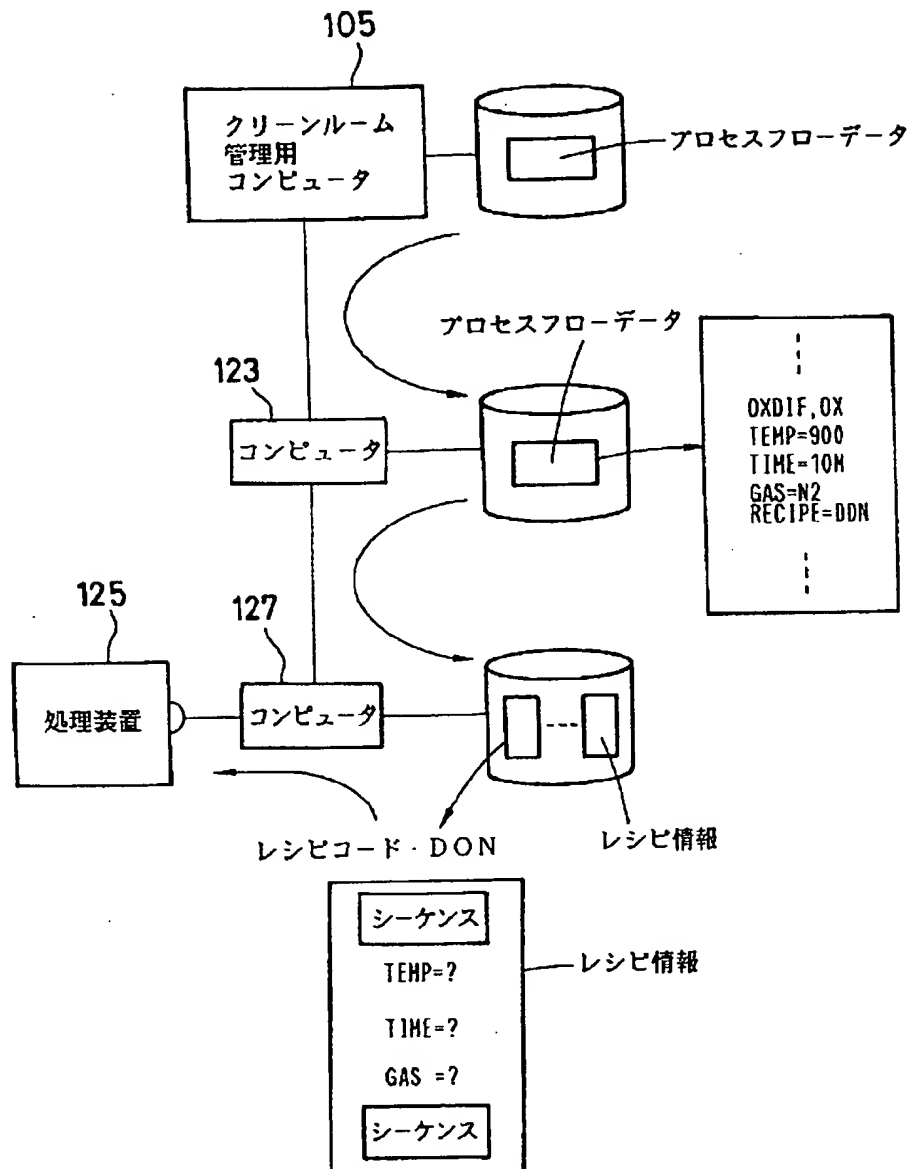 105
クリーンルーム
管理用
コンピュータ
プロセスフローデータ
プロセスフローデータ
123
コンピュータ
OXDIF,OX
TEMP=900
TIME=10M
GAS=N2
RECIPE=DDN
125
127
処理装置
コンピュータ
レシピコード・DON
レシピ情報
シーケンス
TEMP=?
レシピ情報
TIME=?
GAS =?
シーケンス